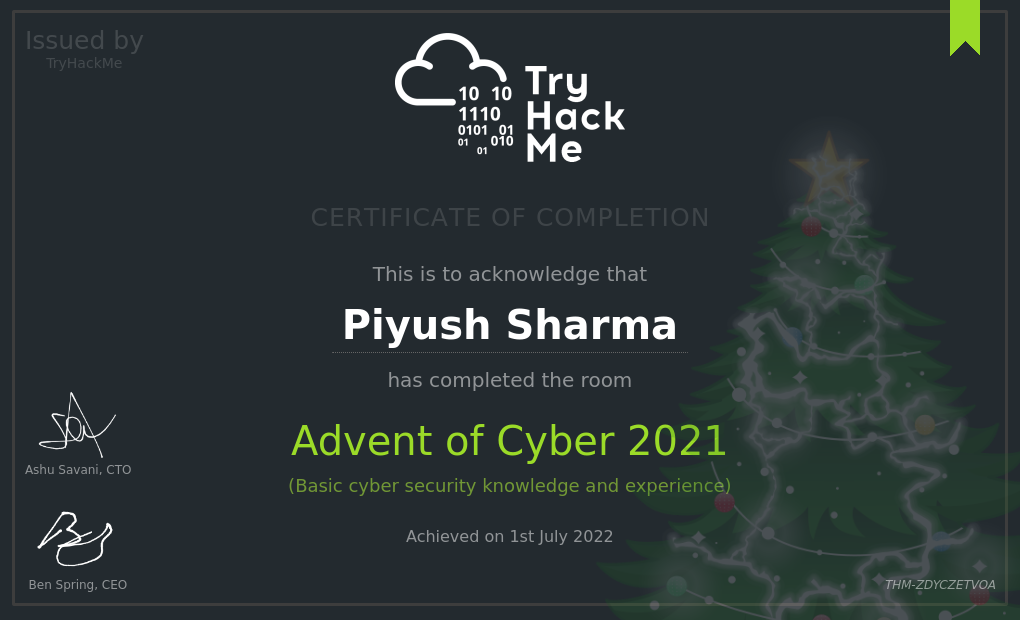 Issued by
TryHackMe
10 10
1110
0101 01
01 010
01
Try
Hack
Me
CERTIFICATE OF COMPLETION
This is to acknowledge that
Piyush Sharma
has completed the room
Advent of Cyber 2021
(Basic cyber security knowledge and experience)
Achieved on 1st July 2022
Ashu Savani, CTO
Ben Spring, CEO
THM-ZDYCZETVOA